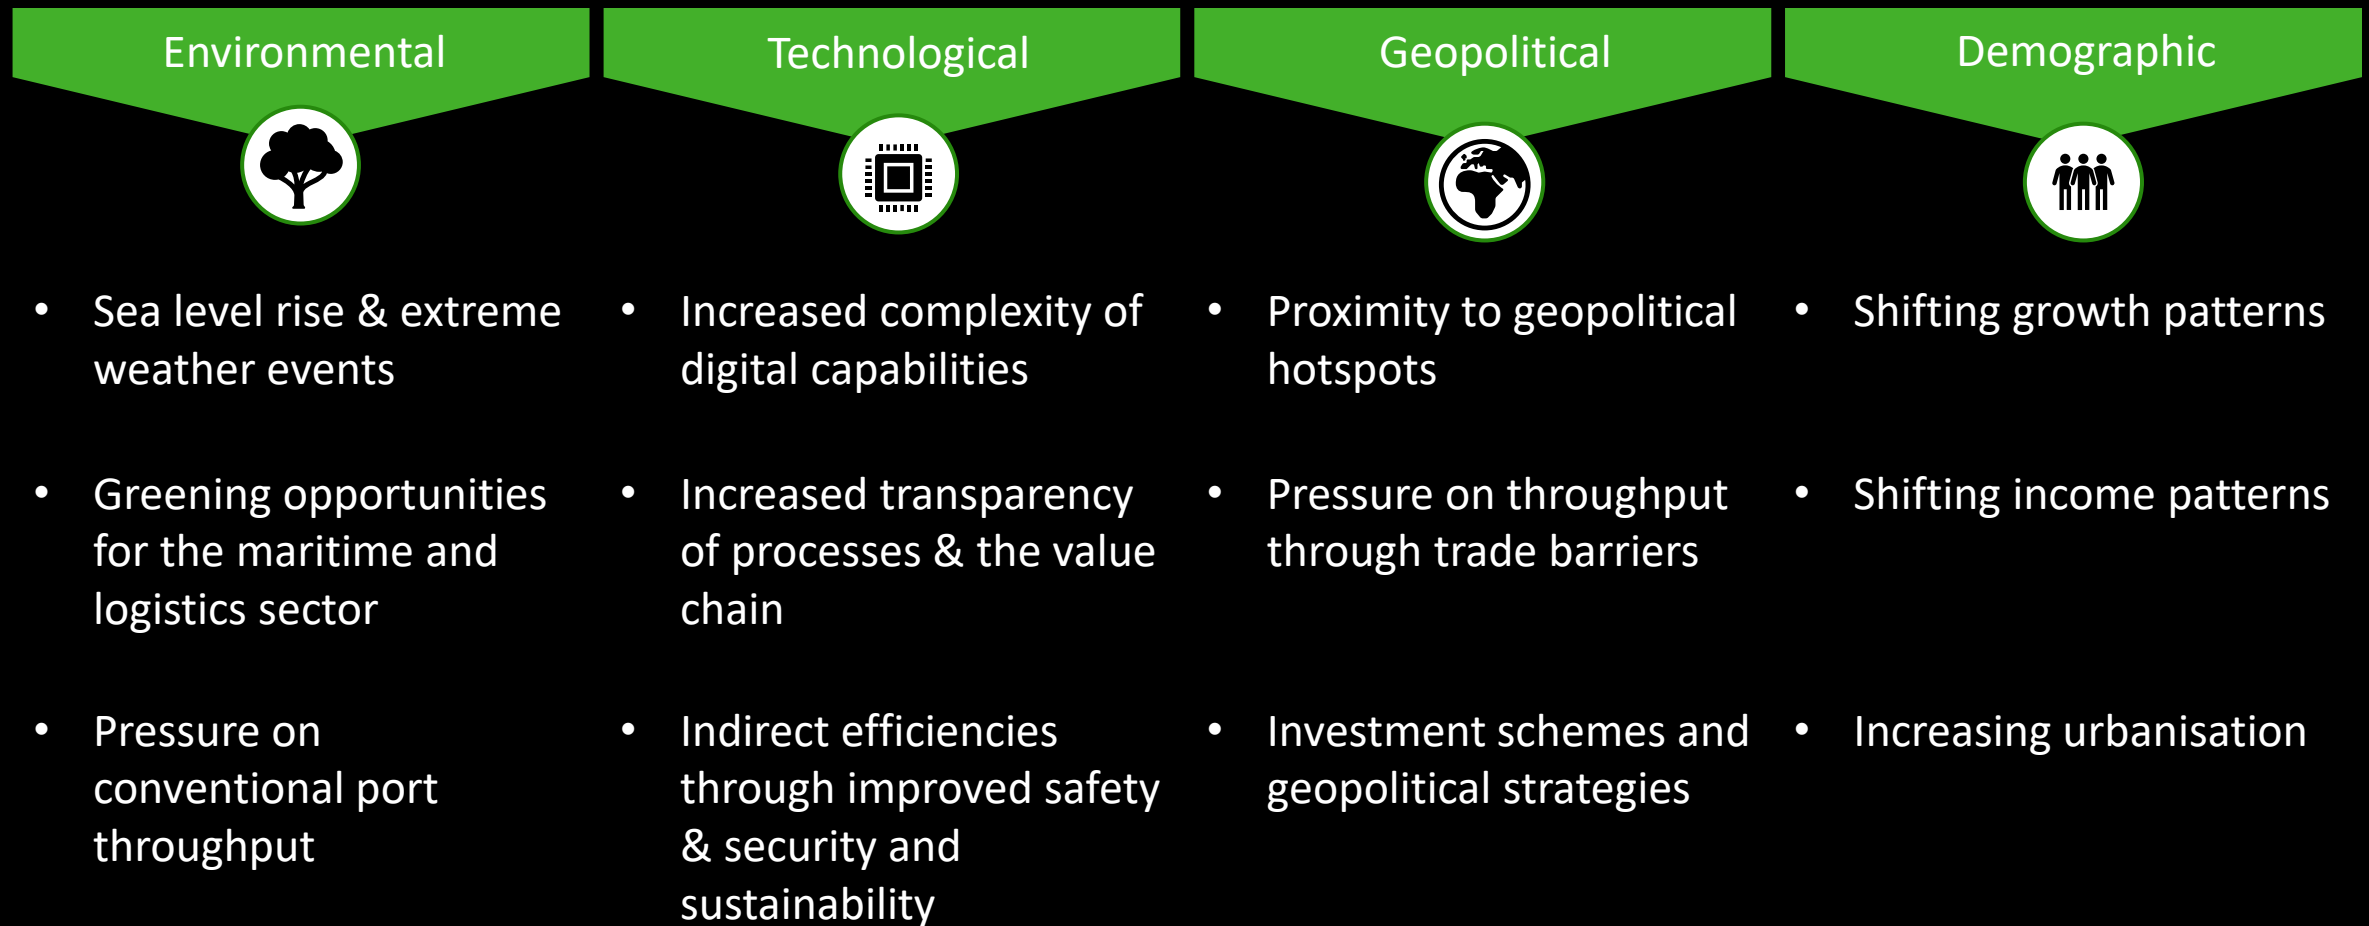 Environmental
• Sea level rise & extreme
weather events
• Greening opportunities
for the maritime and
logistics sector
• Pressure on
conventional port
throughput
Technological
• Increased complexity of
digital capabilities
• Increased transparency
of processes & the value
chain
• Indirect efficiencies
through improved safety
& security and
sustainability
Geopolitical
• Proximity to geopolitical
hotspots
• Pressure on throughput
through trade barriers
• Investment schemes and
geopolitical strategies
Demographic
• Shifting growth patterns
• Shifting income patterns
• Increasing urbanisation